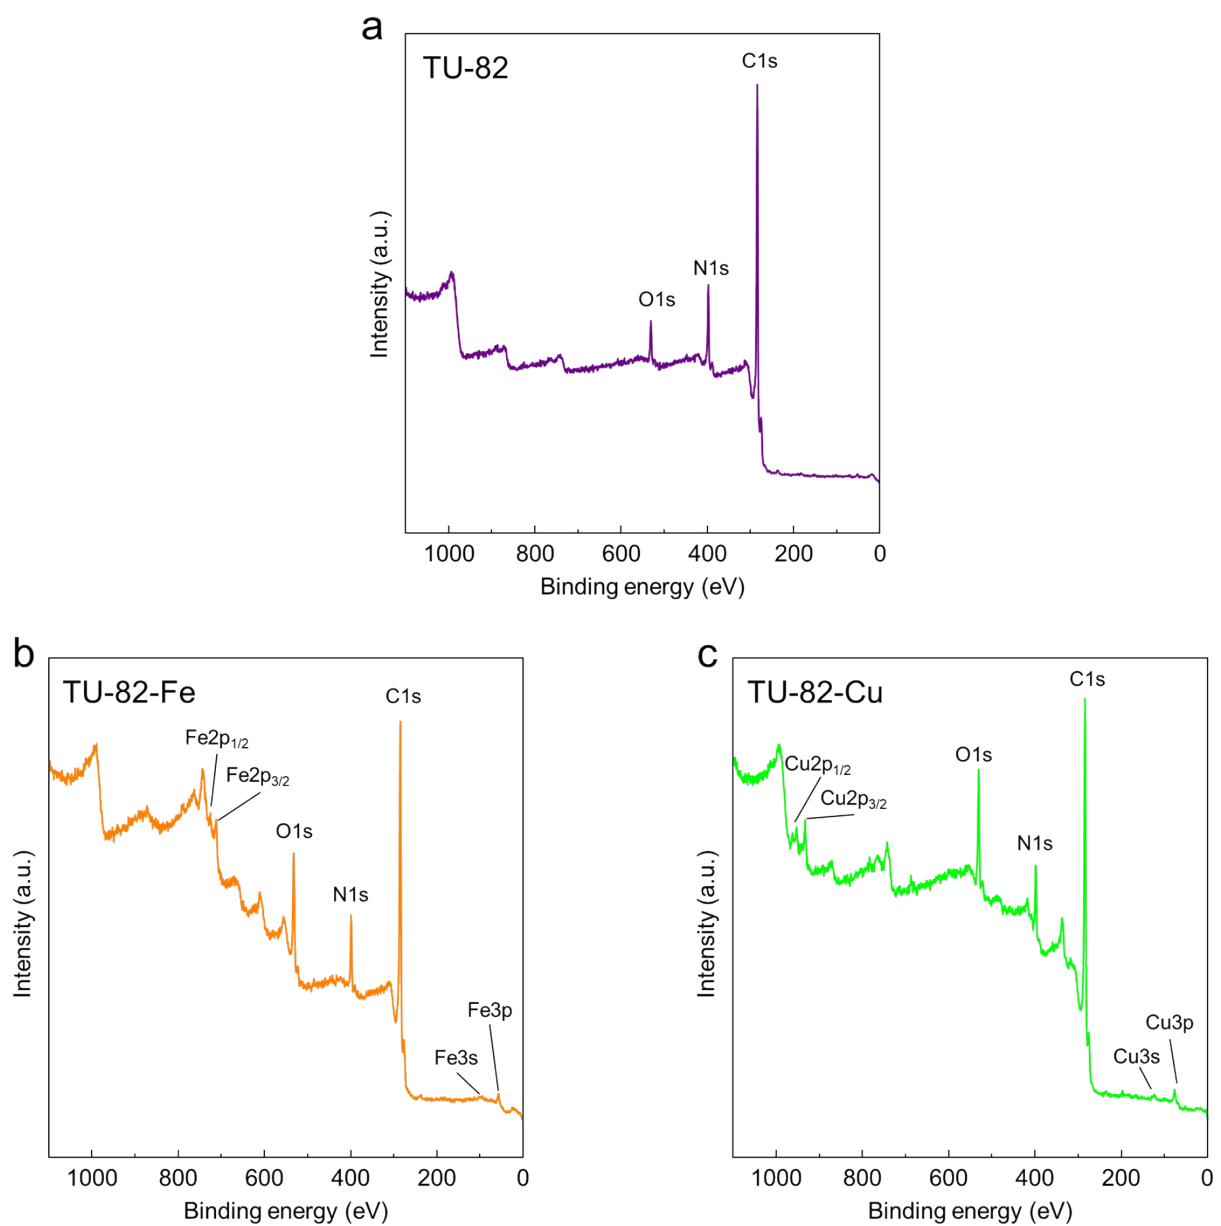 a
TU-82
C1s
N1s
O1s
Intensity (a.u.)
1000 800 600 400 200 0
Binding energy (eV)
b
TU-82-Fe
C1s
Fe2p1/2
Fe2p3/2
O1s
N1s
Fe3p
Fe3s
Intensity (a.u.)
1000 800 600 400 200 0
Binding energy (eV)
c
TU-82-Cu
C1s
O1s
Cu2p1/2
Cu2p3/2
N1s
Cu3p
Cu3s
Intensity (a.u.)
1000 800 600 400 200 0
Binding energy (eV)